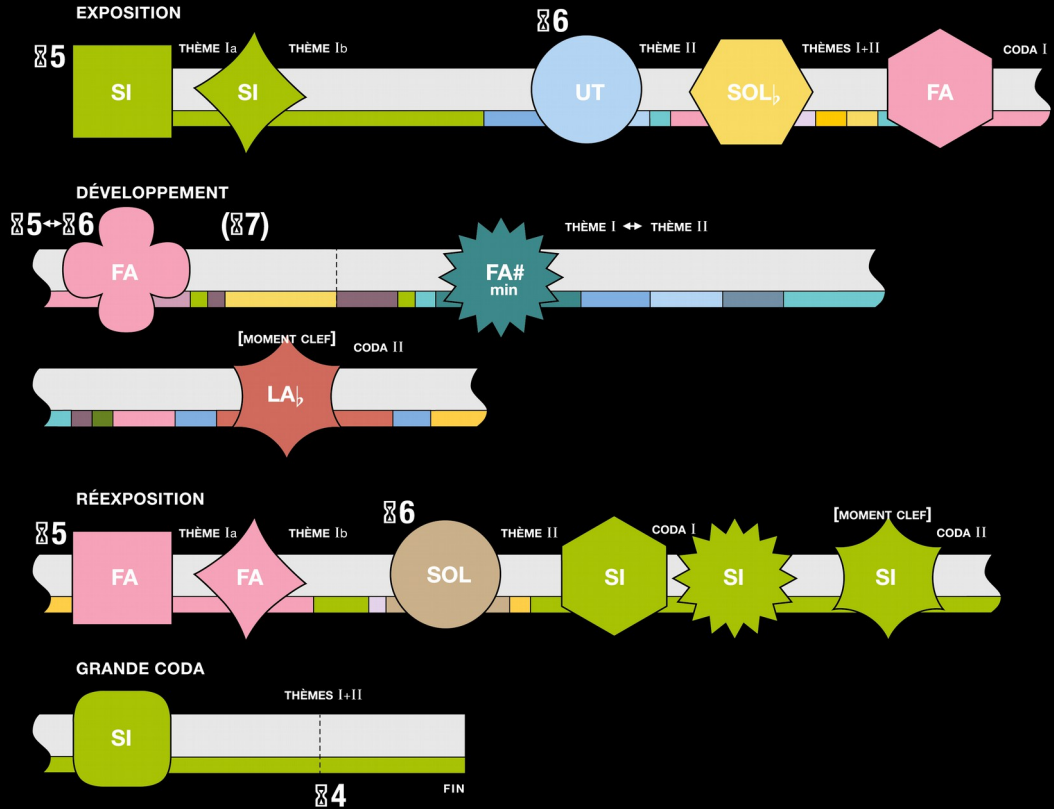 EXPOSITION
5 SI THÈME Ia SI THÈME Ib 6 UT THÈME II SOL♭ THÈMES I+II FA CODA I
DÉVELOPPEMENT
5↔6 FA (7) FA# min THÈME I ↔ THÈME II
[MOMENT CLEF] LA♭ CODA II
RÉEXPOSITION
5 FA THÈME Ia FA THÈME Ib 6 SOL THÈME II SI CODA I SI [MOMENT CLEF] SI CODA II
GRANDE CODA
SI THÈMES I+II
4 FIN